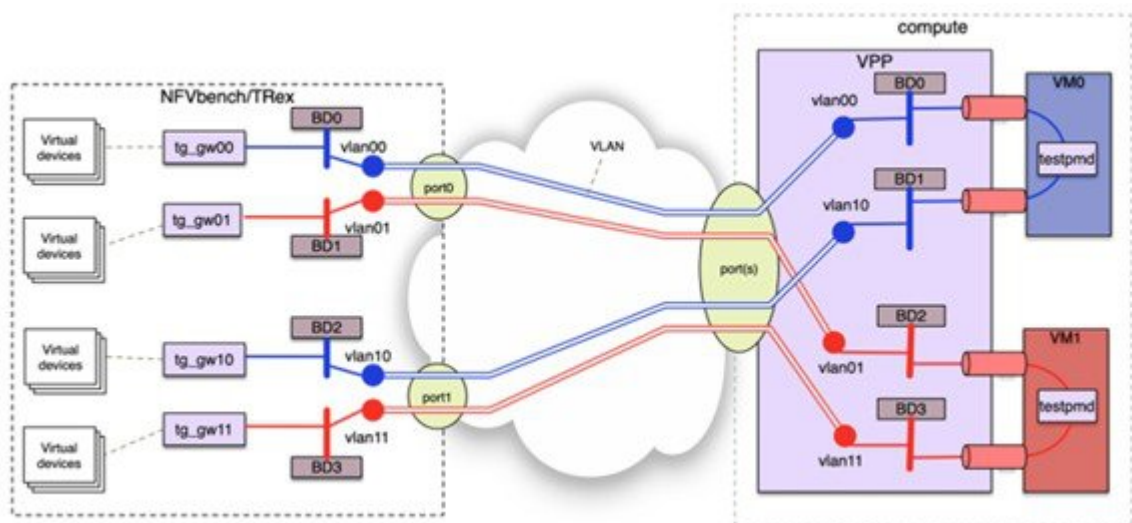 compute
NFVbench/TRex
VPP
Virtual
devices
tg_gw00
BD0
vlan00
port0
VLAN
vlan00
BD0
VM0
testpmd
Virtual
devices
tg_gw01
vlan01
BD1
vlan10
BD1
port(s)
Virtual
devices
tg_gw10
BD2
vlan10
port1
vlan01
BD2
VM1
testpmd
Virtual
devices
tg_gw11
vlan11
BD3
vlan11
BD3